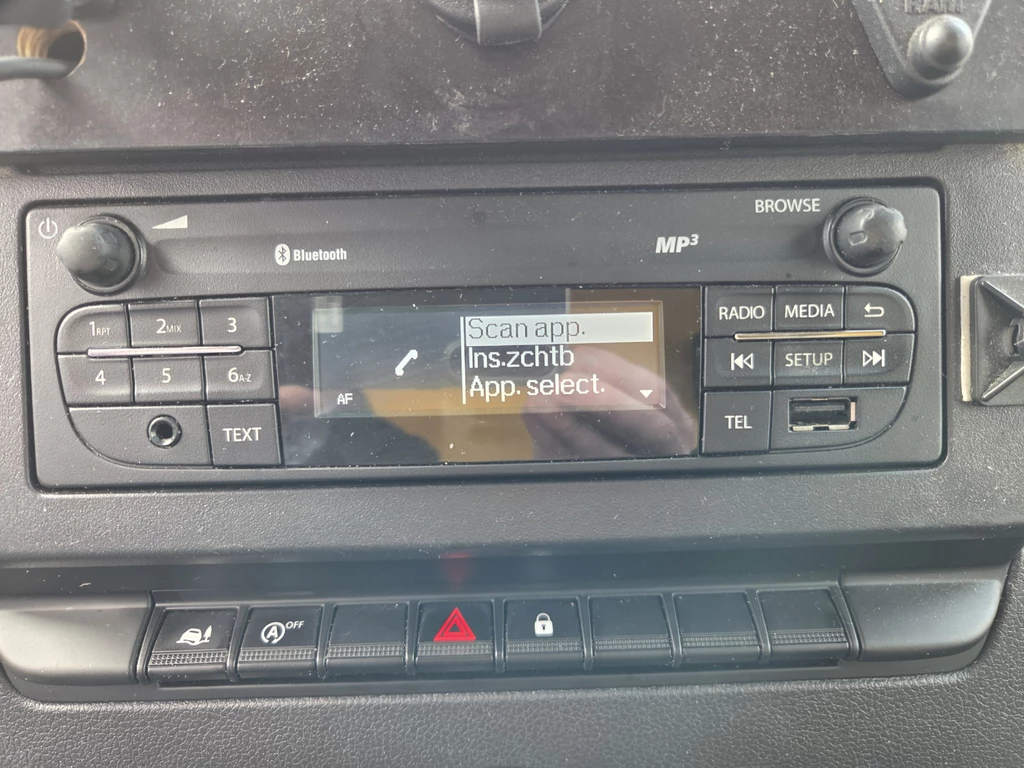 RAM
BROWSE
Bluetooth
MP3
1RPT 2MIX 3
4 5 6A-Z
TEXT
Scan app.
Ins.zchtb
App. select.
AF
RADIO MEDIA
SETUP
TEL
A OFF